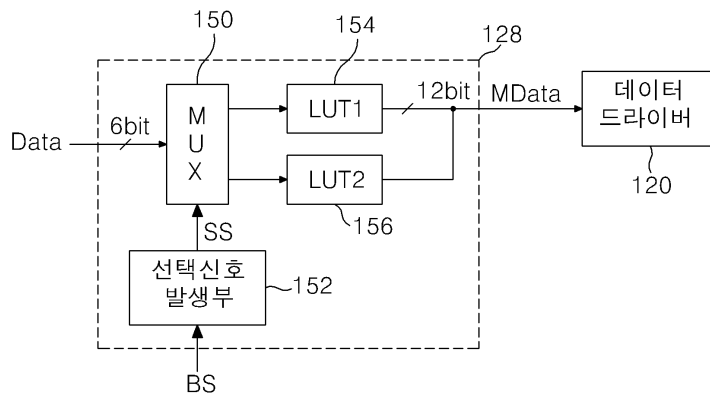 150
154
128
MUX
LUT1
12bit
MData
데이터
드라이버
6bit
Data
LUT2
120
156
SS
선택신호
발생부
152
BS